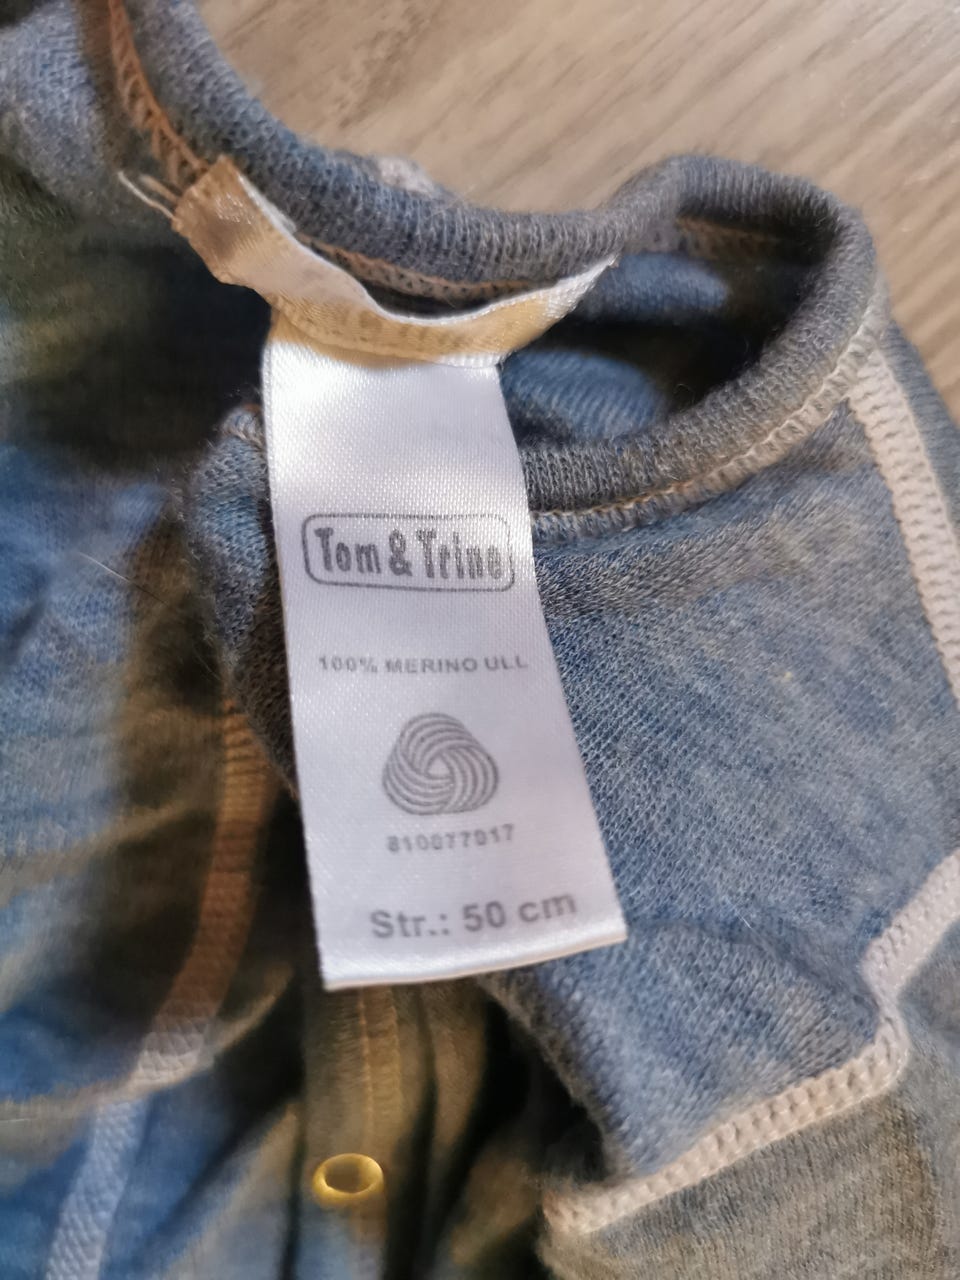 Tom & Trine
100% MERINO ULL
810077017
Str.: 50 cm